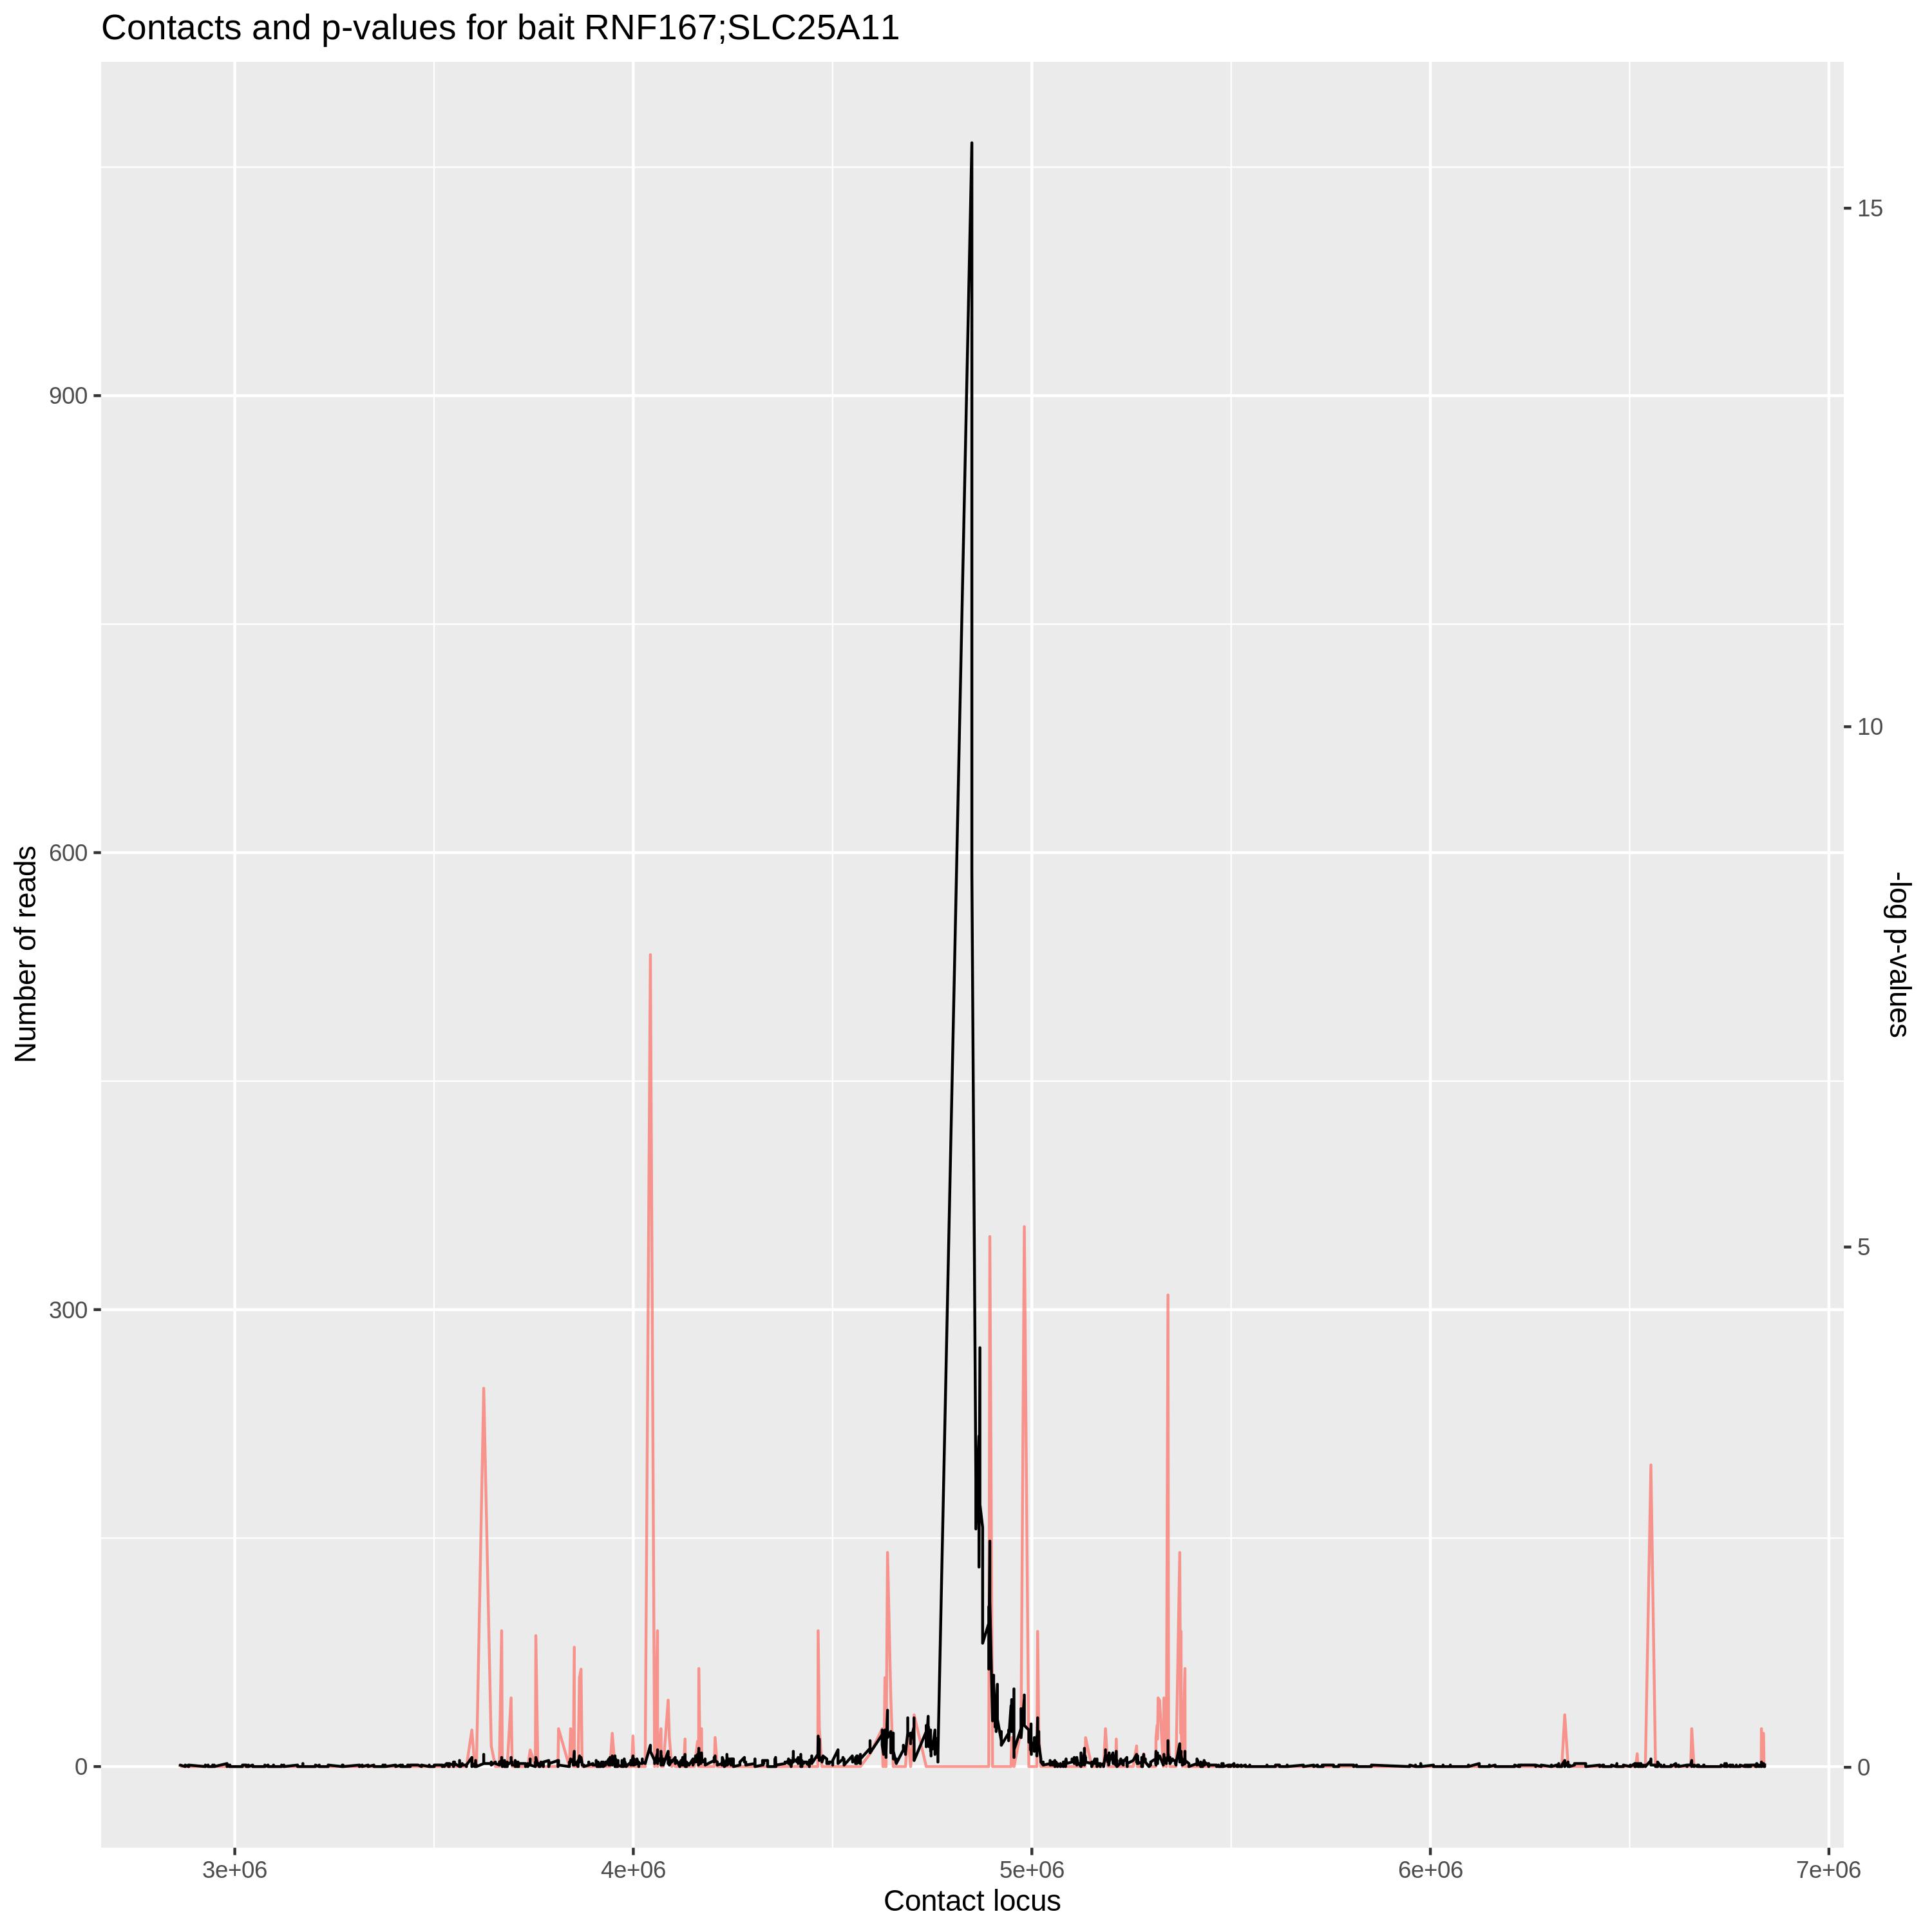 Contacts and p-values for bait RNF167;SLC25A11
Number of reads
900
600
300
0
15
10
5
0
-log p-values
3e+06
4e+06
5e+06
6e+06
7e+06
Contact locus